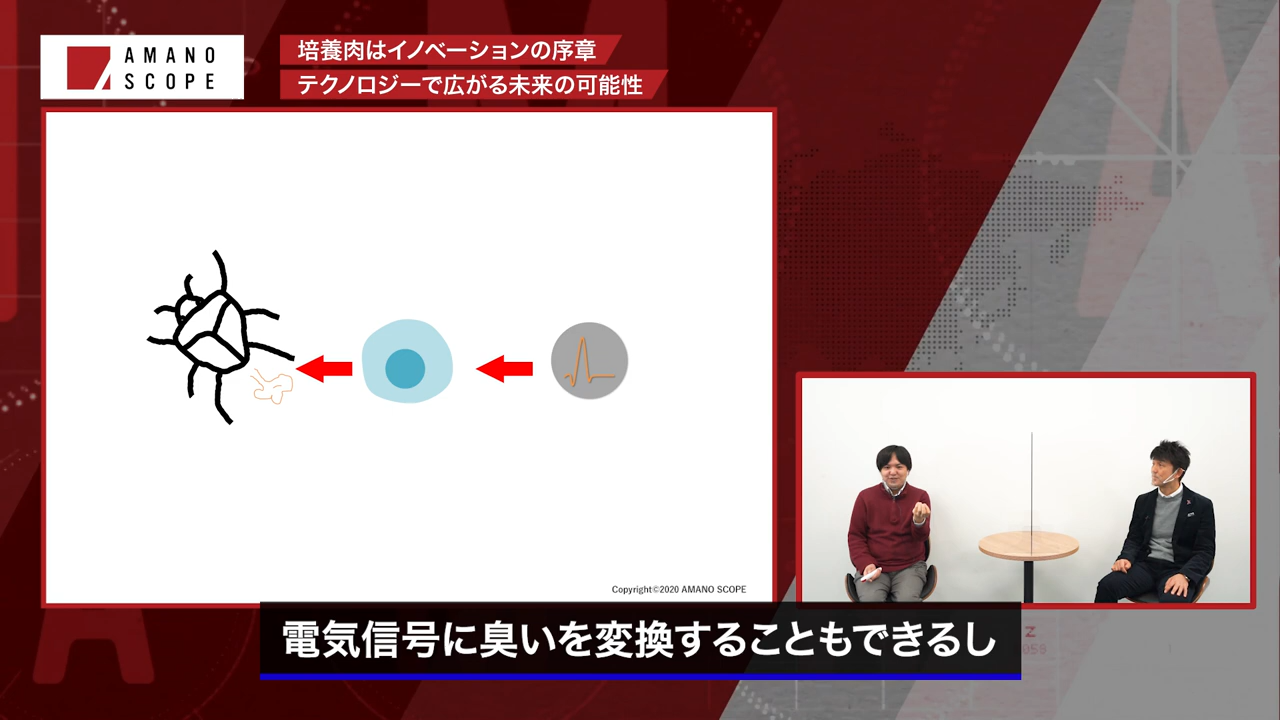 AMANO
SCOPE
培養肉はイノベーションの序章
テクノロジーで広がる未来の可能性
Copyright©2020 AMANO SCOPE
電気信号に臭いを変換することもできるし